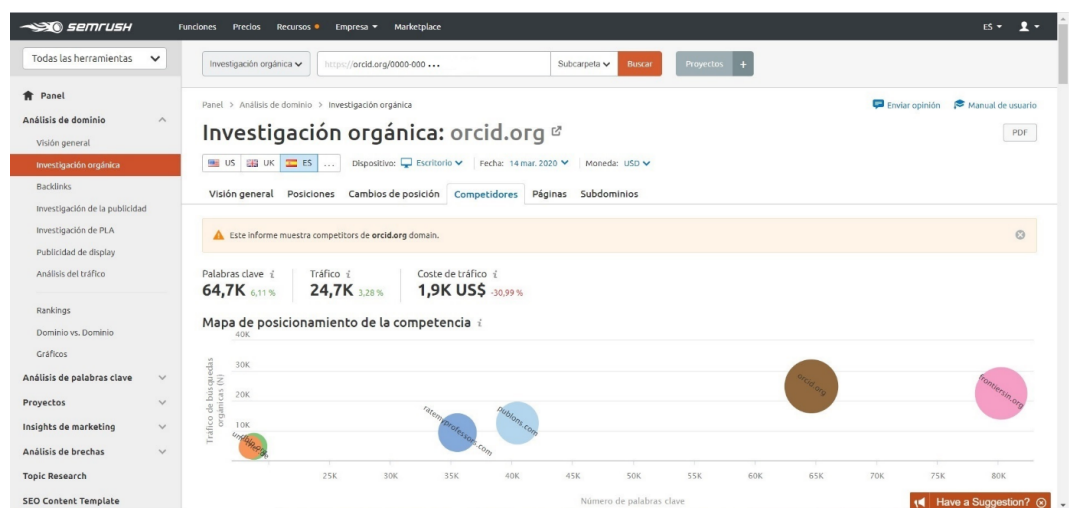 semrush
Funciones Precios Recursos Empresa Marketplace
ES
Todas las herramientas
Investigación orgánica
https://orcid.org/0000-000 ...
Subcarpeta
Buscar
Proyectos +
Panel
Análisis de dominio
Visión general
Investigación orgánica
Backlinks
Investigación de la publicidad
Investigación de PLA
Publicidad de display
Análisis del tráfico
Rankings
Dominio vs. Dominio
Gráficos
Análisis de palabras clave
Proyectos
Insights de marketing
Análisis de brechas
Topic Research
SEO Content Template
Panel > Análisis de dominio > Investigación orgánica
Enviar opinión
Manual de usuario
Investigación orgánica: orcid.org
PDF
US UK ES ...
Dispositivo: Escritorio
Fecha: 14 mar. 2020
Moneda: USD
Visión general Posiciones Cambios de posición Competidores Páginas Subdominios
Este informe muestra competitors de orcid.org domain.
Palabras clave i
64,7K 6,11 %
Tráfico i
24,7K 3,28 %
Coste de tráfico i
1,9K US$ -30,99 %
Mapa de posicionamiento de la competencia i
Tráfico de búsquedas
orgánicas (N)
40K
30K
20K
10K
ratemyprofessors.com
publons.com
orcid.org
frontiersin.org
25K 30K 35K 40K 45K 50K 55K 60K 65K 70K 75K 80K
Número de palabras clave
Have a Suggestion?